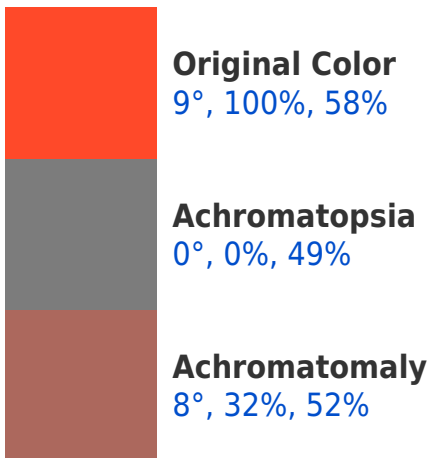 Original Color
9°, 100%, 58%
Achromatopsia
0°, 0%, 49%
Achromatomaly
8°, 32%, 52%